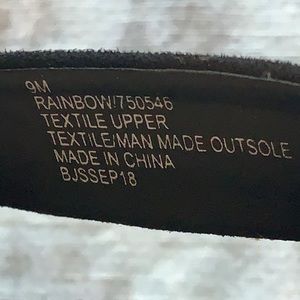 9M
RAINBOW!750546
TEXTILE UPPER
TEXTILE/MAN MADE OUTSOLE
MADE IN CHINA
BJSSEP18